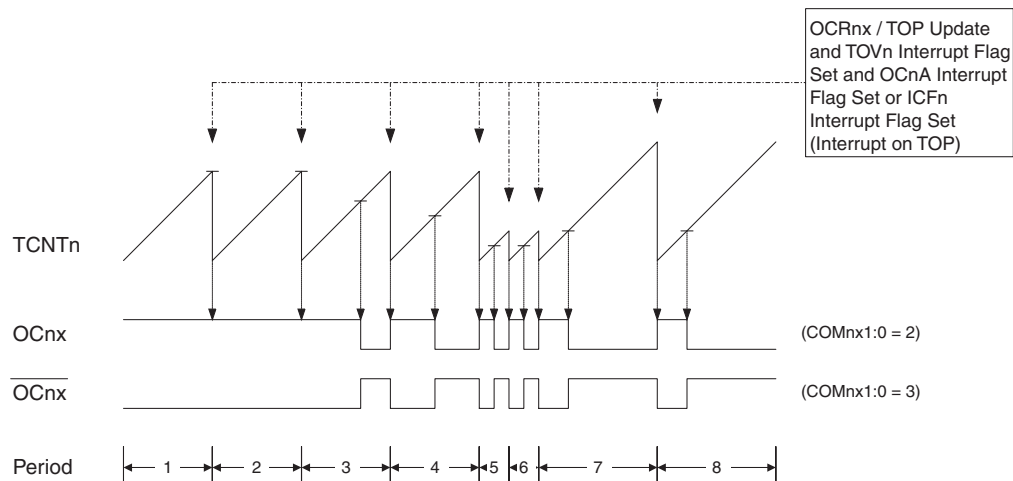 OCRnx / TOP Update
and TOVn Interrupt Flag
Set and OCnA Interrupt
Flag Set or ICFn
Interrupt Flag Set
(Interrupt on TOP)
TCNTn
OCnx
(COMnx1:0 = 2)
OCnx
(COMnx1:0 = 3)
Period
1 2 3 4 5 6 7 8